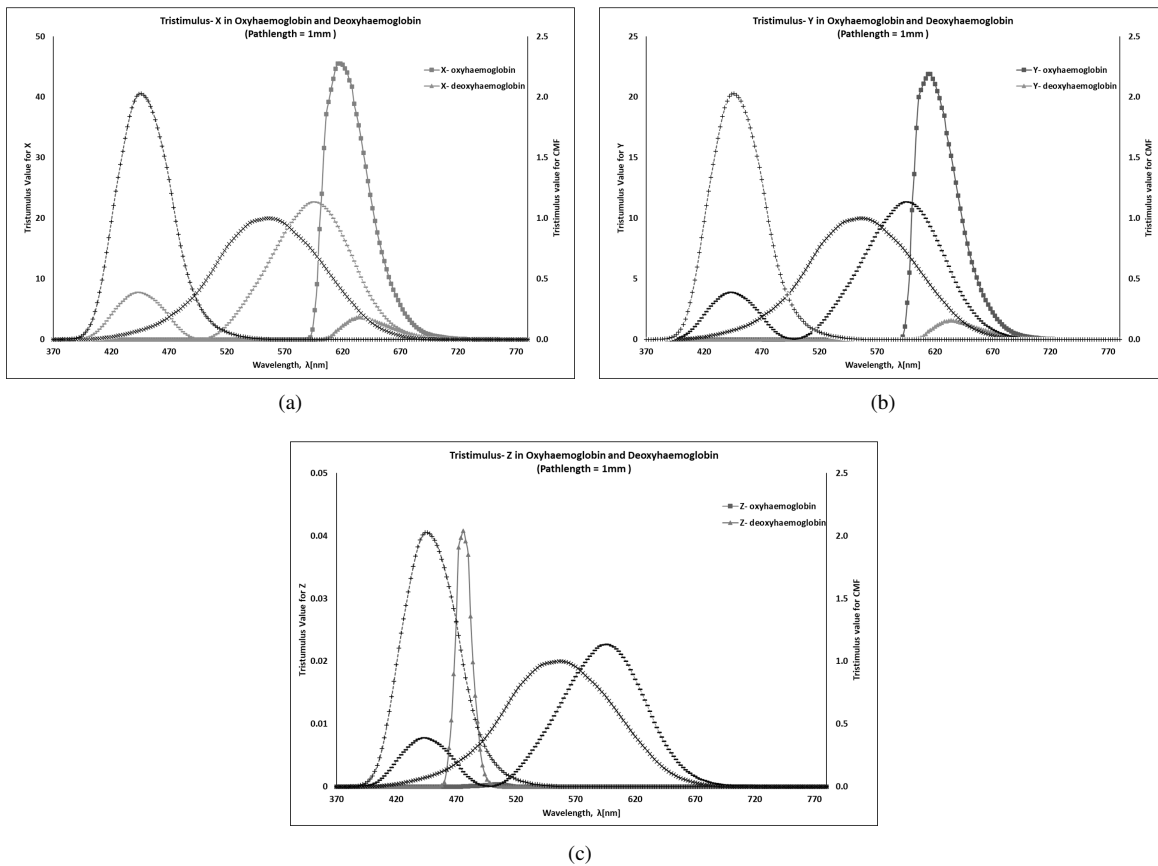 Tristimulus- X in Oxyhaemoglobin and Deoxyhaemoglobin
(Pathlength = 1mm )
50
40
30
20
10
0
2.5
2.0
1.5
1.0
0.5
0.0
X- oxyhaemoglobin
X- deoxyhaemoglobin
Tristumulus Value for X
Tristimulus value for CMF
370 420 470 520 570 620 670 720 770
Wavelength, λ[nm]
(a)
Tristimulus- Y in Oxyhaemoglobin and Deoxyhaemoglobin
(Pathlength = 1mm )
25
20
15
10
5
0
2.5
2.0
1.5
1.0
0.5
0.0
Y- oxyhaemoglobin
Y- deoxyhaemoglobin
Tristumulus Value for Y
Tristimulus value for CMF
370 420 470 520 570 620 670 720 770
Wavelength, λ[nm]
(b)
Tristimulus- Z in Oxyhaemoglobin and Deoxyhaemoglobin
(Pathlength = 1mm )
0.05
0.04
0.03
0.02
0.01
0
2.5
2.0
1.5
1.0
0.5
0.0
Z- oxyhaemoglobin
Z- deoxyhaemoglobin
Tristumulus Value for Z
Tristimulus value for CMF
370 420 470 520 570 620 670 720 770
Wavelength, λ[nm]
(c)